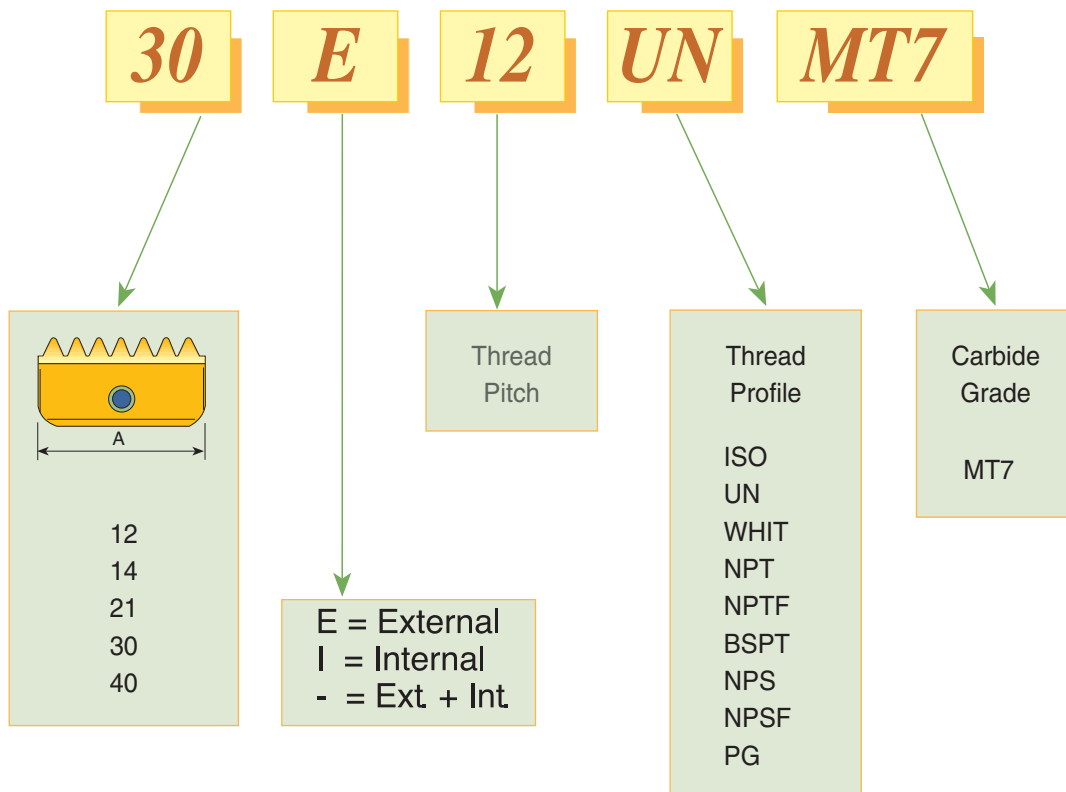 30 E 12 UN MT7
A
12
14
21
30
40
E = External
I = Internal
- = Ext. + Int.
Thread
Pitch
Thread
Profile
ISO
UN
WHIT
NPT
NPTF
BSPT
NPS
NPSF
PG
Carbide
Grade
MT7